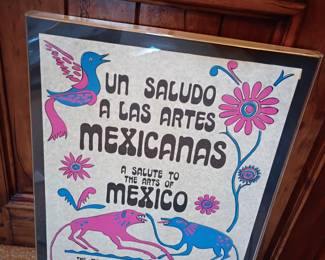 UN SALUDO
A LAS ARTES
MEXICANAS
A SALUTE TO
THE ARTS OF
MEXICO